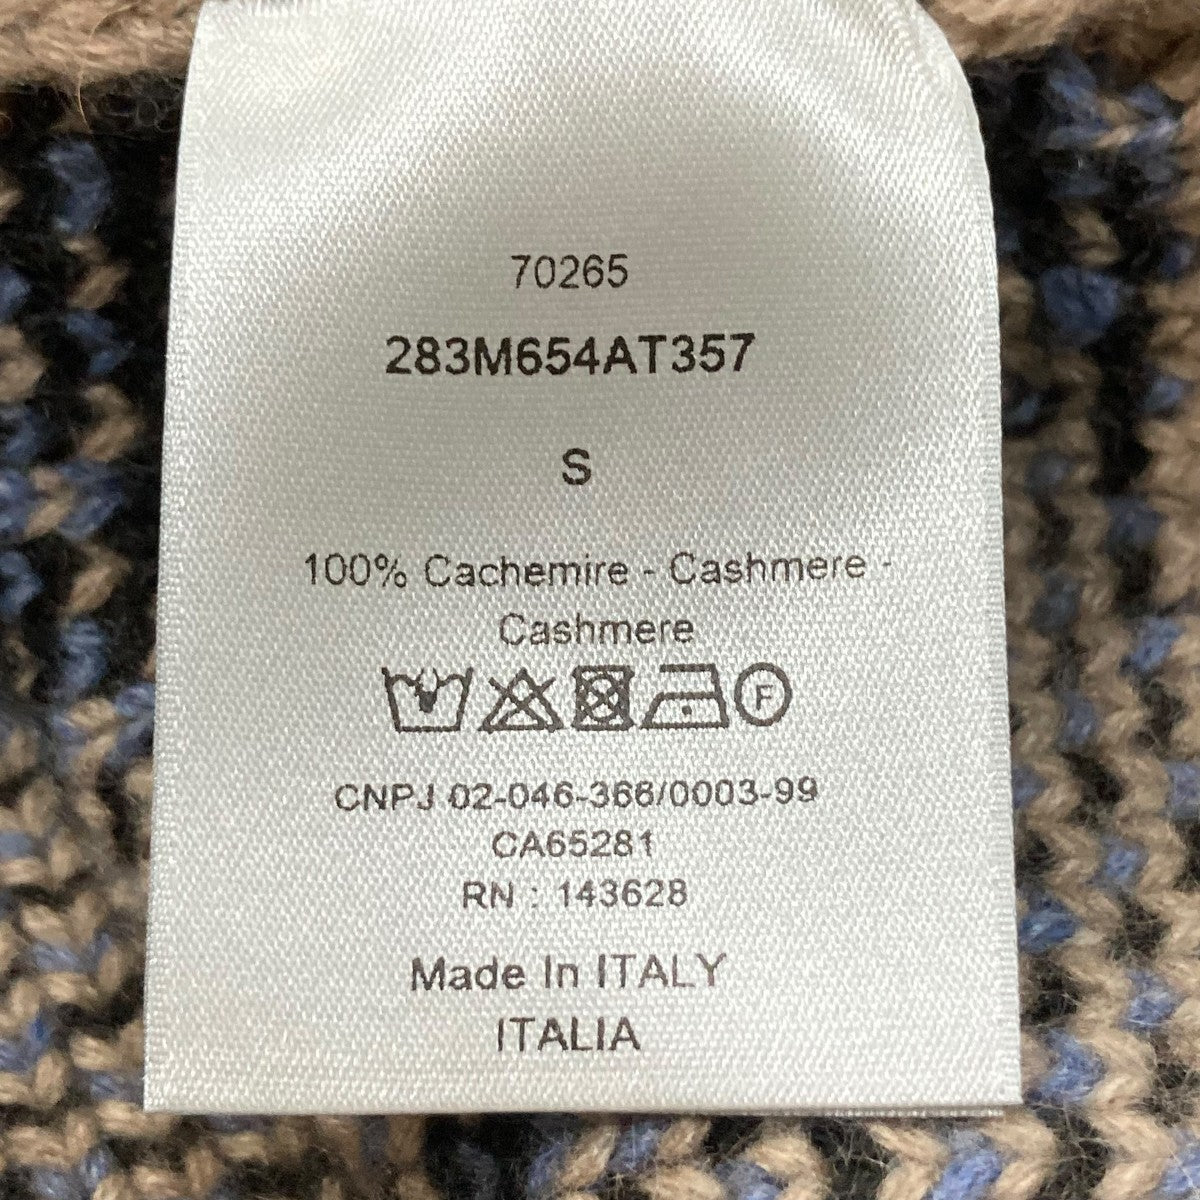 70265
283M654AT357
S
100% Cachemire - Cashmere -
Cashmere
F
CNPJ 02-046-366/0003-99
CA65281
RN : 143628
Made In ITALY
ITALIA